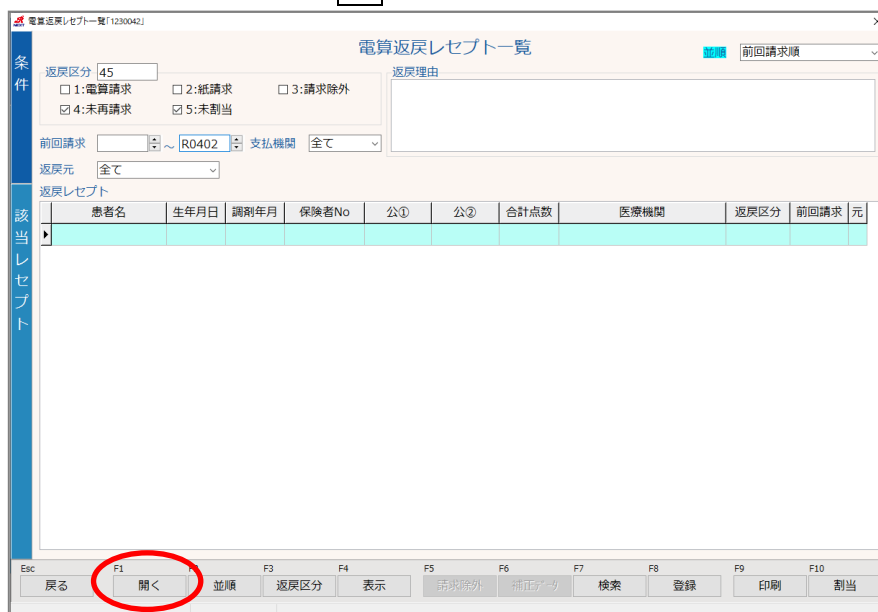 電算返戻レセプト一覧「1230042」
電算返戻レセプト一覧
並順 前回請求順
条件
返戻区分 45
1:電算請求 2:紙請求 3:請求除外
4:未再請求 5:未割当
返戻理由
前回請求 ～ R0402 支払機関 全て
返戻元 全て
返戻レセプト
該当レセプト
患者名 生年月日 調剤年月 保険者No 公① 公② 合計点数 医療機関 返戻区分 前回請求 元
Esc F1 F3 F4 F5 F6 F7 F8 F9 F10
戻る 開く 並順 返戻区分 表示 請求除外 補正データ 検索 登録 印刷 割当